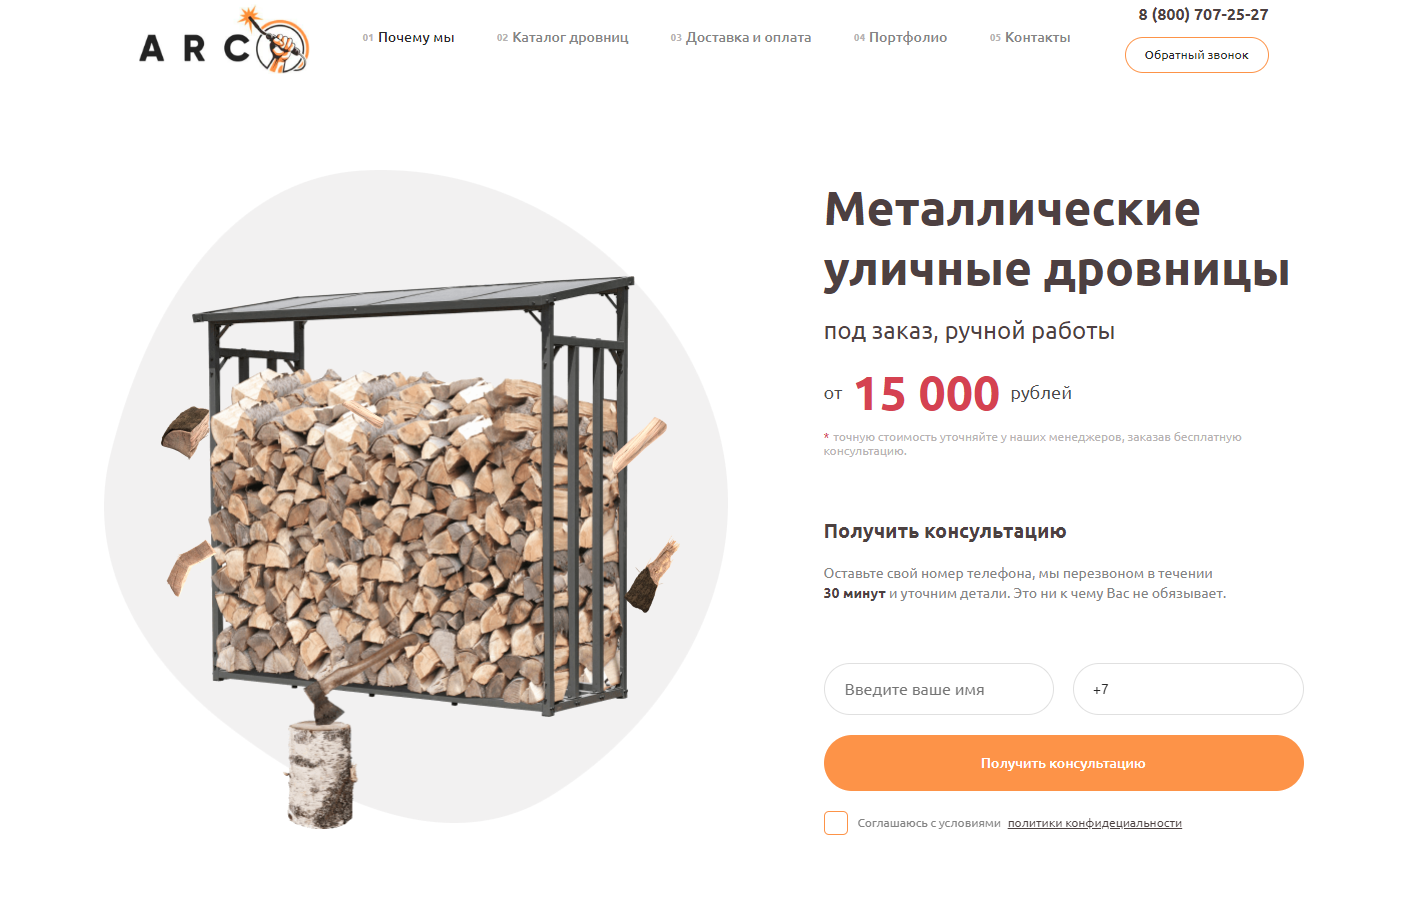 ARCO
01 Почему мы
02 Каталог дровниц
03 Доставка и оплата
04 Портфолио
05 Контакты
8 (800) 707-25-27
Обратный звонок
Металлические
уличные дровницы
под заказ, ручной работы
от 15 000 рублей
* точную стоимость уточняйте у наших менеджеров, заказав бесплатную
консультацию.
Получить консультацию
Оставьте свой номер телефона, мы перезвоном в течении
30 минут и уточним детали. Это ни к чему Вас не обязывает.
Введите ваше имя
+7
Получить консультацию
Соглашаюсь с условиями политики конфидециальности